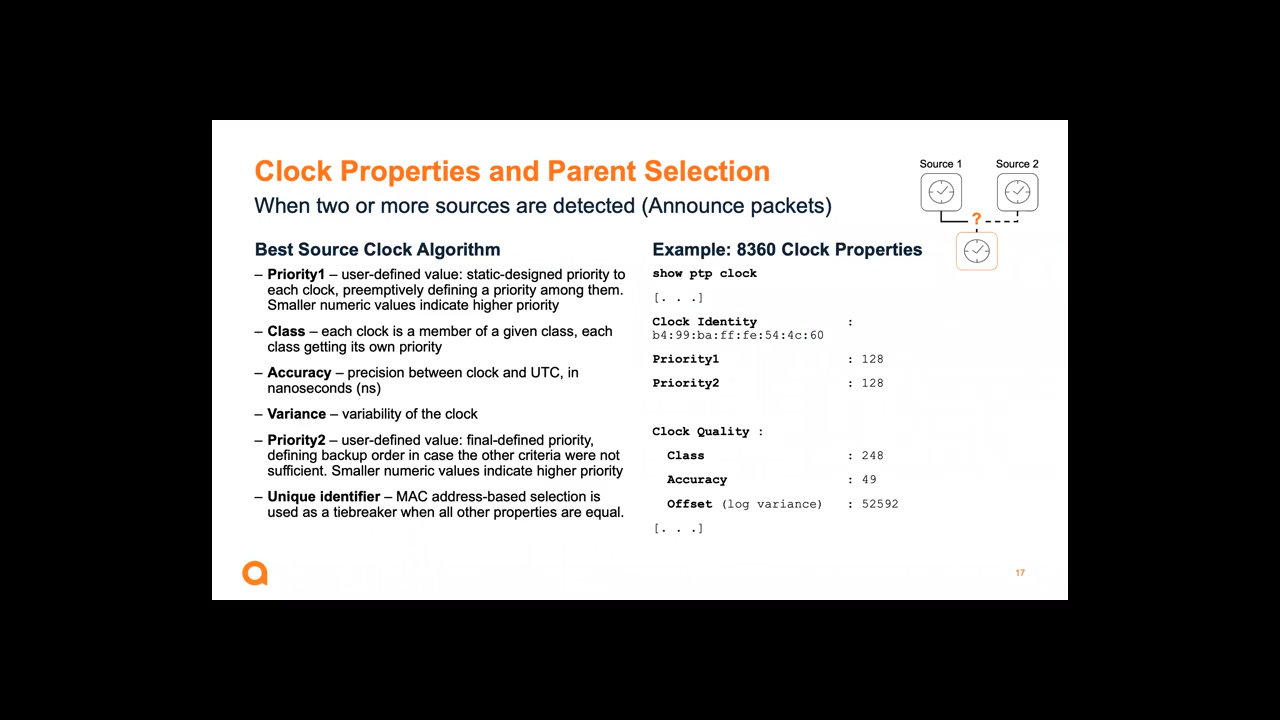 Clock Properties and Parent Selection
When two or more sources are detected (Announce packets)
Source 1
Source 2
?
Best Source Clock Algorithm
– Priority1 – user-defined value: static-designed priority to
each clock, preemptively defining a priority among them.
Smaller numeric values indicate higher priority
– Class – each clock is a member of a given class, each
class getting its own priority
– Accuracy – precision between clock and UTC, in
nanoseconds (ns)
– Variance – variability of the clock
– Priority2 – user-defined value: final-defined priority,
defining backup order in case the other criteria were not
sufficient. Smaller numeric values indicate higher priority
– Unique identifier – MAC address-based selection is
used as a tiebreaker when all other properties are equal.
Example: 8360 Clock Properties
show ptp clock
[. . .]
Clock Identity :
b4:99:ba:ff:fe:54:4c:60
Priority1 : 128
Priority2 : 128
Clock Quality :
Class : 248
Accuracy : 49
Offset (log variance) : 52592
[. . .]
17